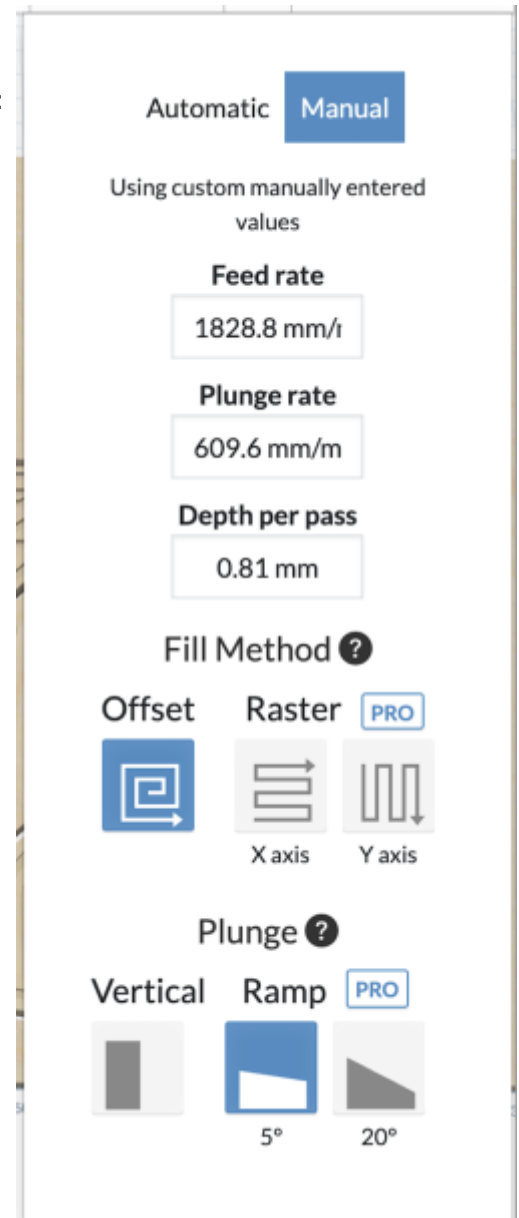 Automatic Manual
Using custom manually entered
values
Feed rate
1828.8 mm/
Plunge rate
609.6 mm/m
Depth per pass
0.81 mm
Fill Method ?
Offset Raster PRO
X axis Y axis
Plunge ?
Vertical Ramp PRO
5° 20°